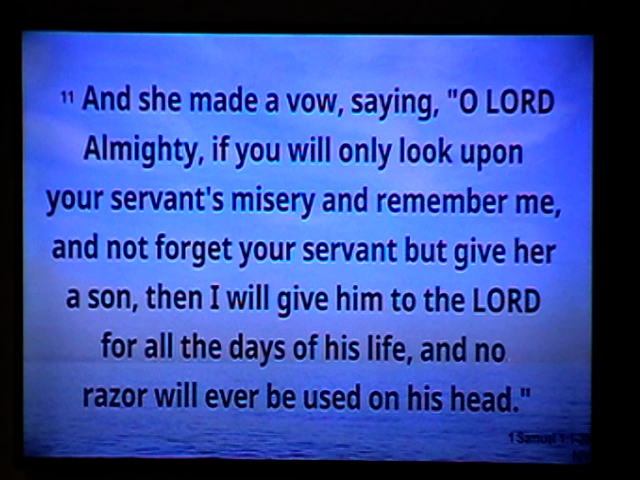 11 And she made a vow, saying, "O LORD
Almighty, if you will only look upon
your servant's misery and remember me,
and not forget your servant but give her
a son, then I will give him to the LORD
for all the days of his life, and no
razor will ever be used on his head."
1 Samuel